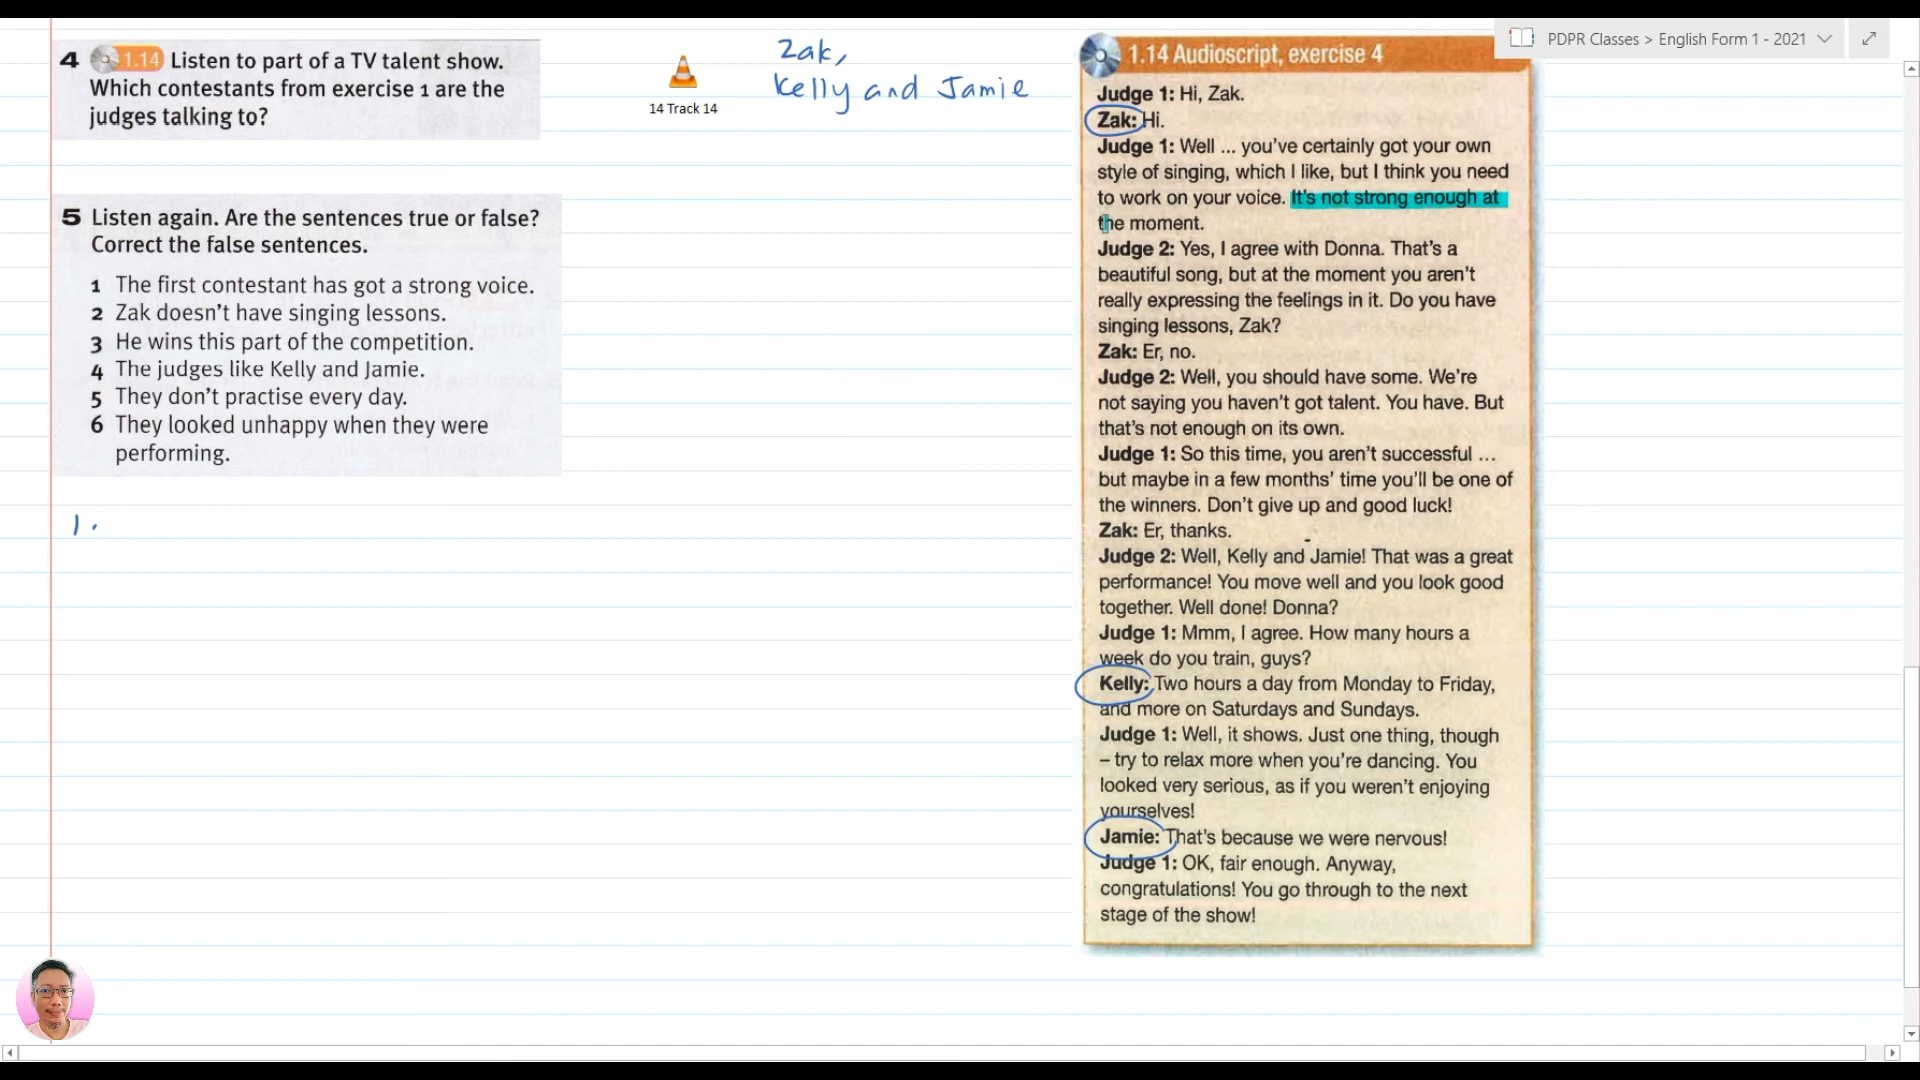 4 1.14 Listen to part of a TV talent show.
Which contestants from exercise 1 are the
judges talking to?
14 Track 14
Zak,
Kelly and Jamie
5 Listen again. Are the sentences true or false?
Correct the false sentences.
1 The first contestant has got a strong voice.
2 Zak doesn't have singing lessons.
3 He wins this part of the competition.
4 The judges like Kelly and Jamie.
5 They don't practise every day.
6 They looked unhappy when they were
performing.
1.
PDPR Classes > English Form 1 - 2021
1.14 Audioscript, exercise 4
Judge 1: Hi, Zak.
Zak: Hi.
Judge 1: Well ... you've certainly got your own
style of singing, which I like, but I think you need
to work on your voice. It's not strong enough at
the moment.
Judge 2: Yes, I agree with Donna. That's a
beautiful song, but at the moment you aren't
really expressing the feelings in it. Do you have
singing lessons, Zak?
Zak: Er, no.
Judge 2: Well, you should have some. We're
not saying you haven't got talent. You have. But
that's not enough on its own.
Judge 1: So this time, you aren't successful ...
but maybe in a few months' time you'll be one of
the winners. Don't give up and good luck!
Zak: Er, thanks.
Judge 2: Well, Kelly and Jamie! That was a great
performance! You move well and you look good
together. Well done! Donna?
Judge 1: Mmm, I agree. How many hours a
week do you train, guys?
Kelly: Two hours a day from Monday to Friday,
and more on Saturdays and Sundays.
Judge 1: Well, it shows. Just one thing, though
– try to relax more when you're dancing. You
looked very serious, as if you weren't enjoying
yourselves!
Jamie: That's because we were nervous!
Judge 1: OK, fair enough. Anyway,
congratulations! You go through to the next
stage of the show!